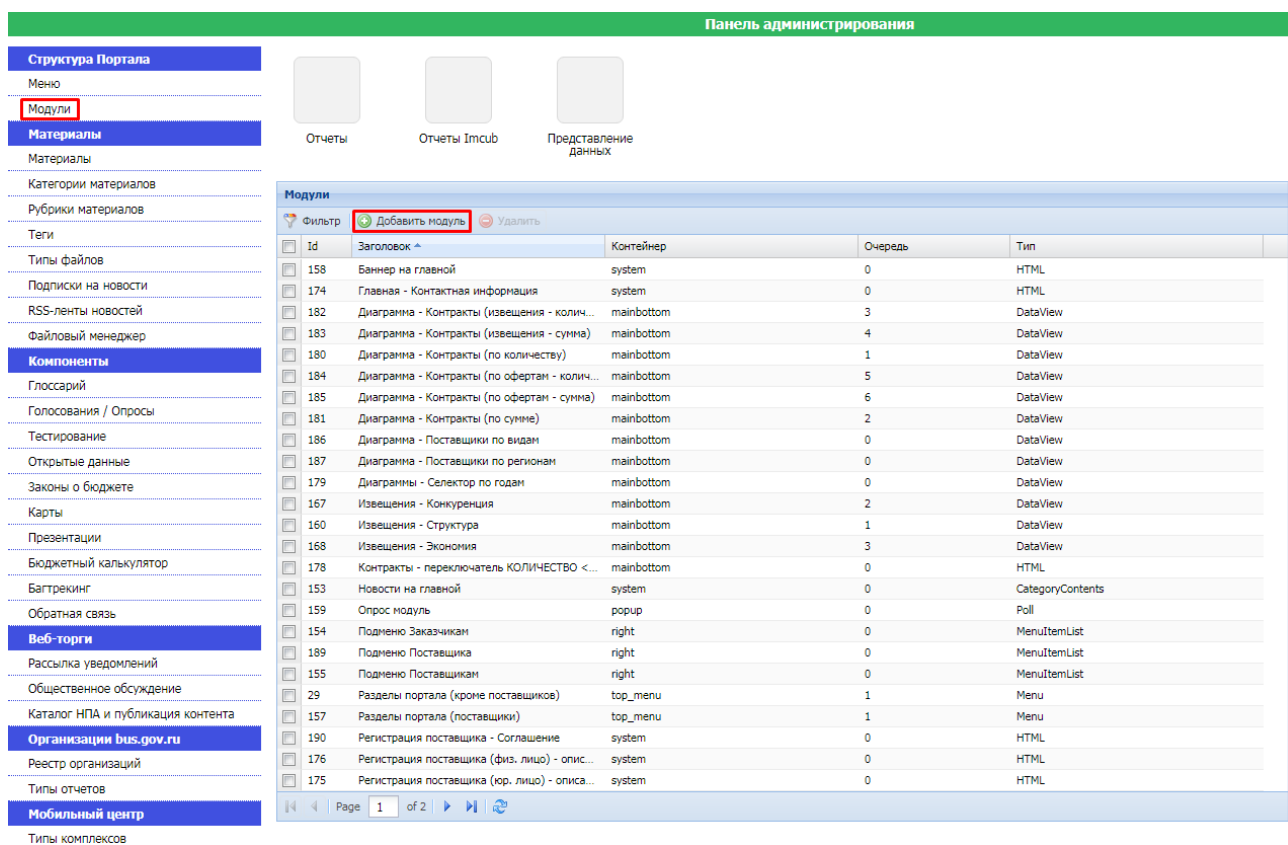 Панель администрирования
Структура Портала
Меню
Модули
Материалы
Материалы
Категории материалов
Рубрики материалов
Теги
Типы файлов
Подписки на новости
RSS-ленты новостей
Файловый менеджер
Компоненты
Глоссарий
Голосования / Опросы
Тестирование
Открытые данные
Законы о бюджете
Карты
Презентации
Бюджетный калькулятор
Багтрекинг
Обратная связь
Веб-торги
Рассылка уведомлений
Общественное обсуждение
Каталог НПА и публикация контента
Организации bus.gov.ru
Реестр организаций
Типы отчетов
Мобильный центр
Типы комплексов
Отчеты
Отчеты Imcub
Представление
данных
Модули
Фильтр Добавить модуль Удалить
Id Заголовок Контейнер Очередь Тип
158 Баннер на главной system 0 HTML
174 Главная - Контактная информация system 0 HTML
182 Диаграмма - Контракты (извещения - колич... mainbottom 3 DataView
183 Диаграмма - Контракты (извещения - сумма) mainbottom 4 DataView
180 Диаграмма - Контракты (по количеству) mainbottom 1 DataView
184 Диаграмма - Контракты (по офертам - колич... mainbottom 5 DataView
185 Диаграмма - Контракты (по офертам - сумма) mainbottom 6 DataView
181 Диаграмма - Контракты (по сумме) mainbottom 2 DataView
186 Диаграмма - Поставщики по видам mainbottom 0 DataView
187 Диаграмма - Поставщики по регионам mainbottom 0 DataView
179 Диаграммы - Селектор по годам mainbottom 0 DataView
167 Извещения - Конкуренция mainbottom 2 DataView
160 Извещения - Структура mainbottom 1 DataView
168 Извещения - Экономия mainbottom 3 DataView
178 Контракты - переключатель КОЛИЧЕСТВО <... mainbottom 0 HTML
153 Новости на главной system 0 CategoryContents
159 Опрос модуль popup 0 Poll
154 Подменю Заказчикам right 0 MenuItemList
189 Подменю Поставщика right 0 MenuItemList
155 Подменю Поставщикам right 0 MenuItemList
29 Разделы портала (кроме поставщиков) top_menu 1 Menu
157 Разделы портала (поставщики) top_menu 1 Menu
190 Регистрация поставщика - Соглашение system 0 HTML
176 Регистрация поставщика (физ. лицо) - опис... system 0 HTML
175 Регистрация поставщика (юр. лицо) - описа... system 0 HTML
Page 1 of 2